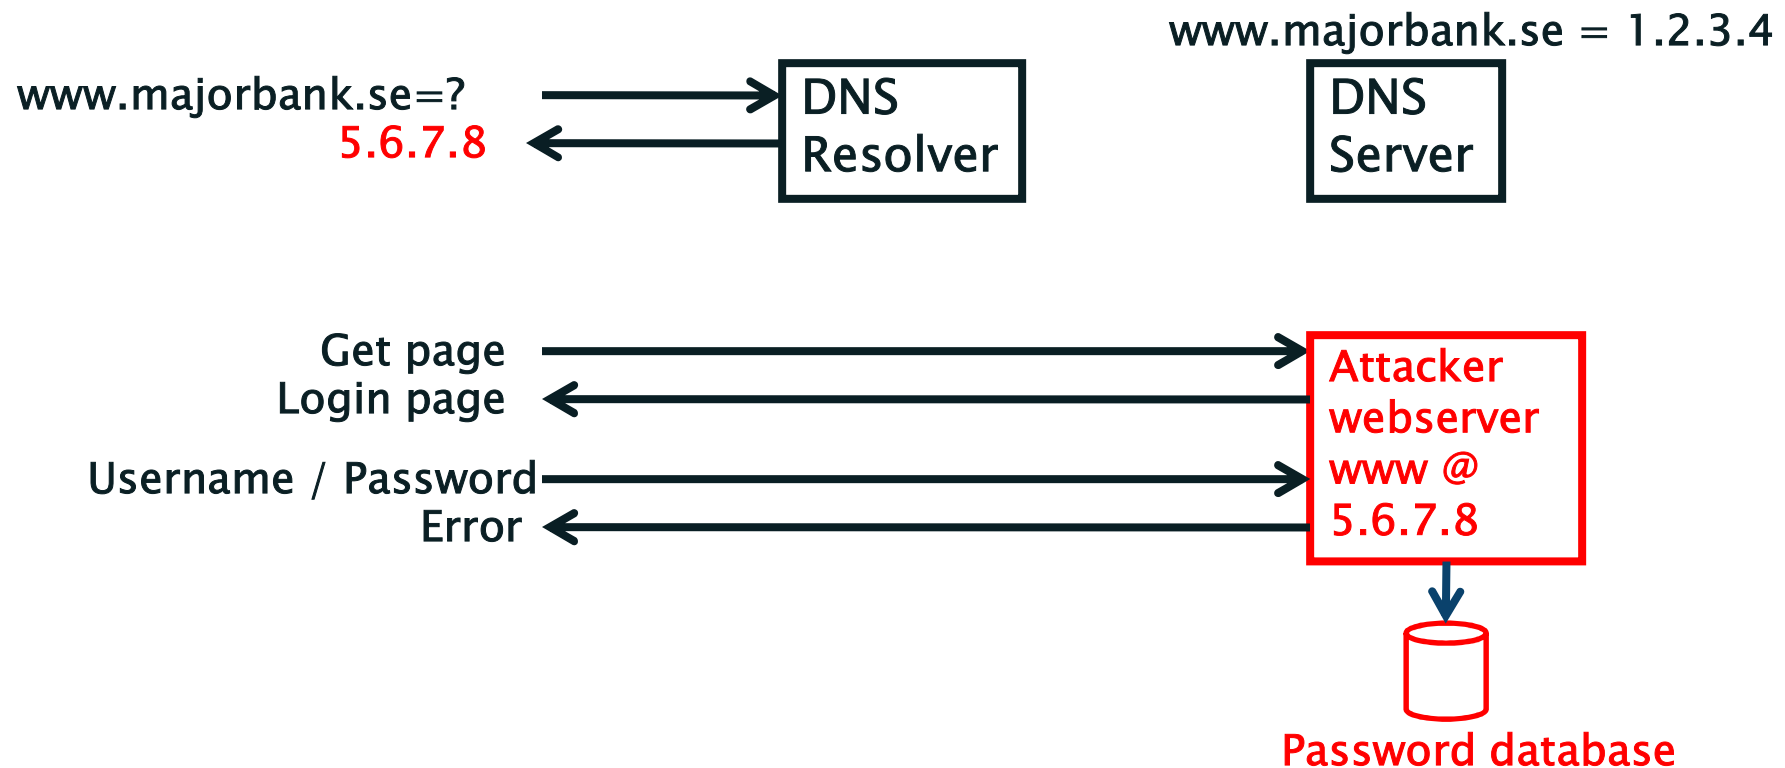 www.majorbank.se = 1.2.3.4
www.majorbank.se=?
5.6.7.8
DNS
Resolver
DNS
Server
Get page
Login page
Username / Password
Error
Attacker
webserver
www @
5.6.7.8
Password database